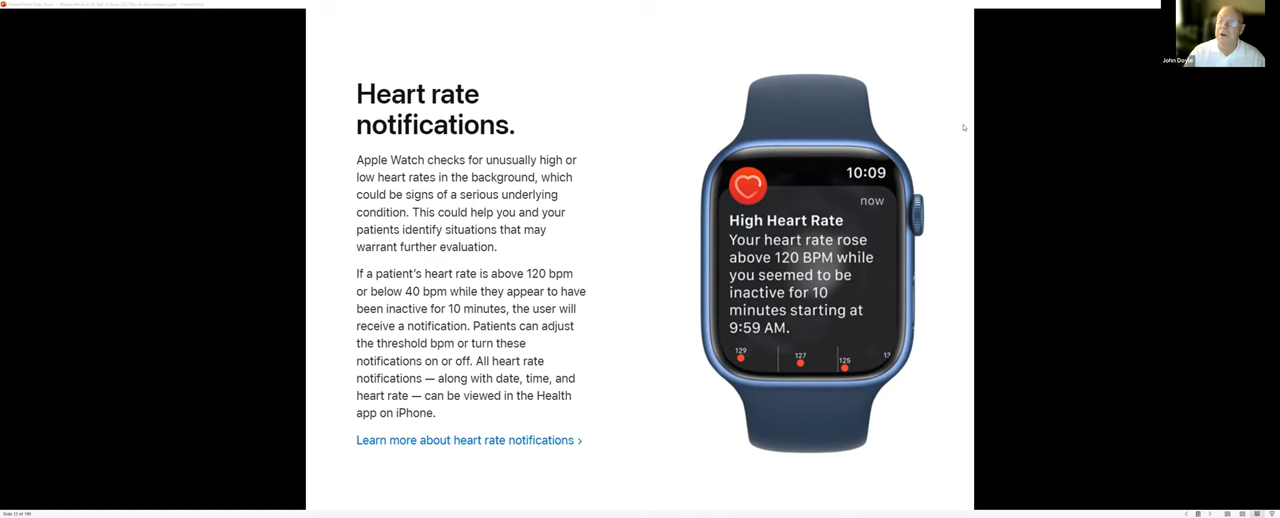 John Doyle
Heart rate
notifications.
Apple Watch checks for unusually high or
low heart rates in the background, which
could be signs of a serious underlying
condition. This could help you and your
patients identify situations that may
warrant further evaluation.
If a patient’s heart rate is above 120 bpm
or below 40 bpm while they appear to have
been inactive for 10 minutes, the user will
receive a notification. Patients can adjust
the threshold bpm or turn these
notifications on or off. All heart rate
notifications — along with date, time, and
heart rate — can be viewed in the Health
app on iPhone.
Learn more about heart rate notifications ›
10:09
now
High Heart Rate
Your heart rate rose
above 120 BPM while
you seemed to be
inactive for 10
minutes starting at
9:59 AM.
129
127
125
Slide 33 of 199